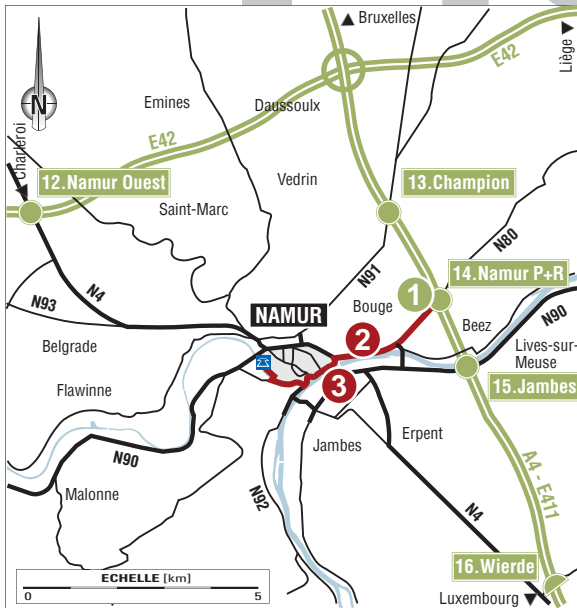 Bruxelles
Liège
E42
N
Emines
Daussoulx
E42
Charleroi
12.Namur Ouest
Vedrin
13.Champion
Saint-Marc
N80
N91
14.Namur P+R
1
N4
N93
NAMUR
Bouge
Beez
N90
2
Belgrade
Lives-sur-
Meuse
15.Jambes
3
Flawinne
Jambes
Erpent
N90
A4 - E411
Malonne
N92
N4
16.Wierde
ECHELLE [km]
0 5
Luxembourg